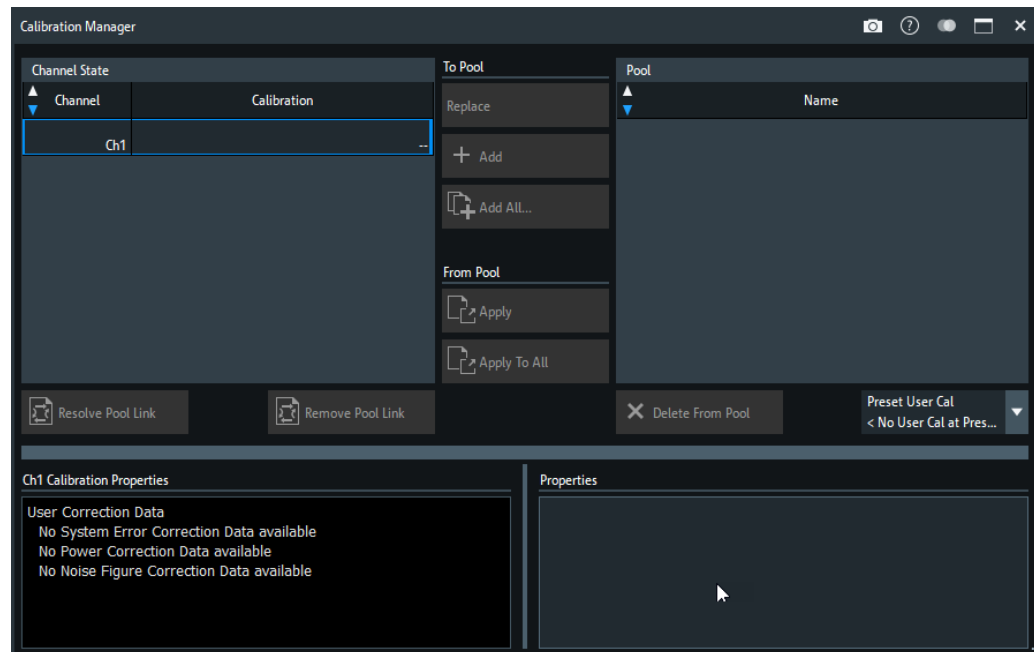 Calibration Manager
Channel State
Channel
Calibration
Ch1
--
To Pool
Replace
Add
Add All...
From Pool
Apply
Apply To All
Pool
Name
Resolve Pool Link
Remove Pool Link
Delete From Pool
Preset User Cal
< No User Cal at Pres...
Ch1 Calibration Properties
User Correction Data
No System Error Correction Data available
No Power Correction Data available
No Noise Figure Correction Data available
Properties